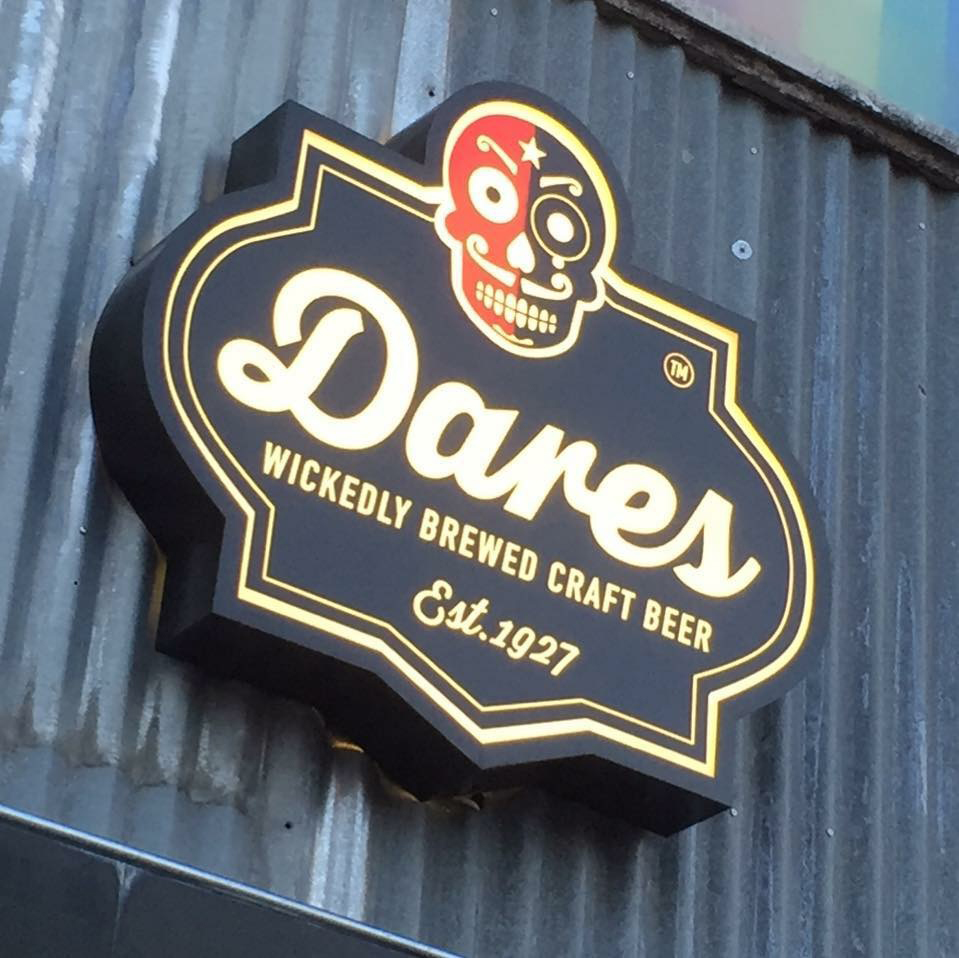 TM
Dares
WICKEDLY BREWED CRAFT BEER
Est.1927